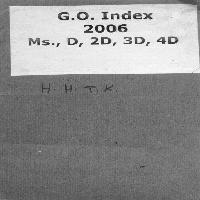 G.O. Index
2006
Ms., D, 2D, 3D, 4D
H. H. T. K.